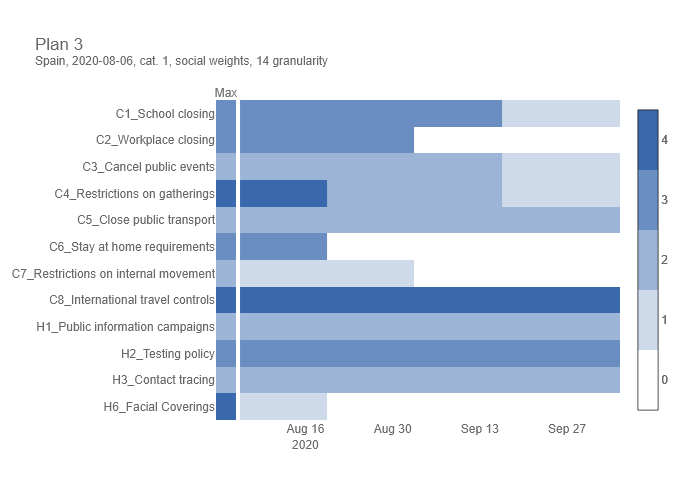 Plan 3
Spain, 2020-08-06, cat. 1, social weights, 14 granularity
Max
C1_School closing
C2_Workplace closing
C3_Cancel public events
C4_Restrictions on gatherings
C5_Close public transport
C6_Stay at home requirements
C7_Restrictions on internal movement
C8_International travel controls
H1_Public information campaigns
H2_Testing policy
H3_Contact tracing
H6_Facial Coverings
Aug 16 Aug 30 Sep 13 Sep 27
2020
4
3
2
1
0